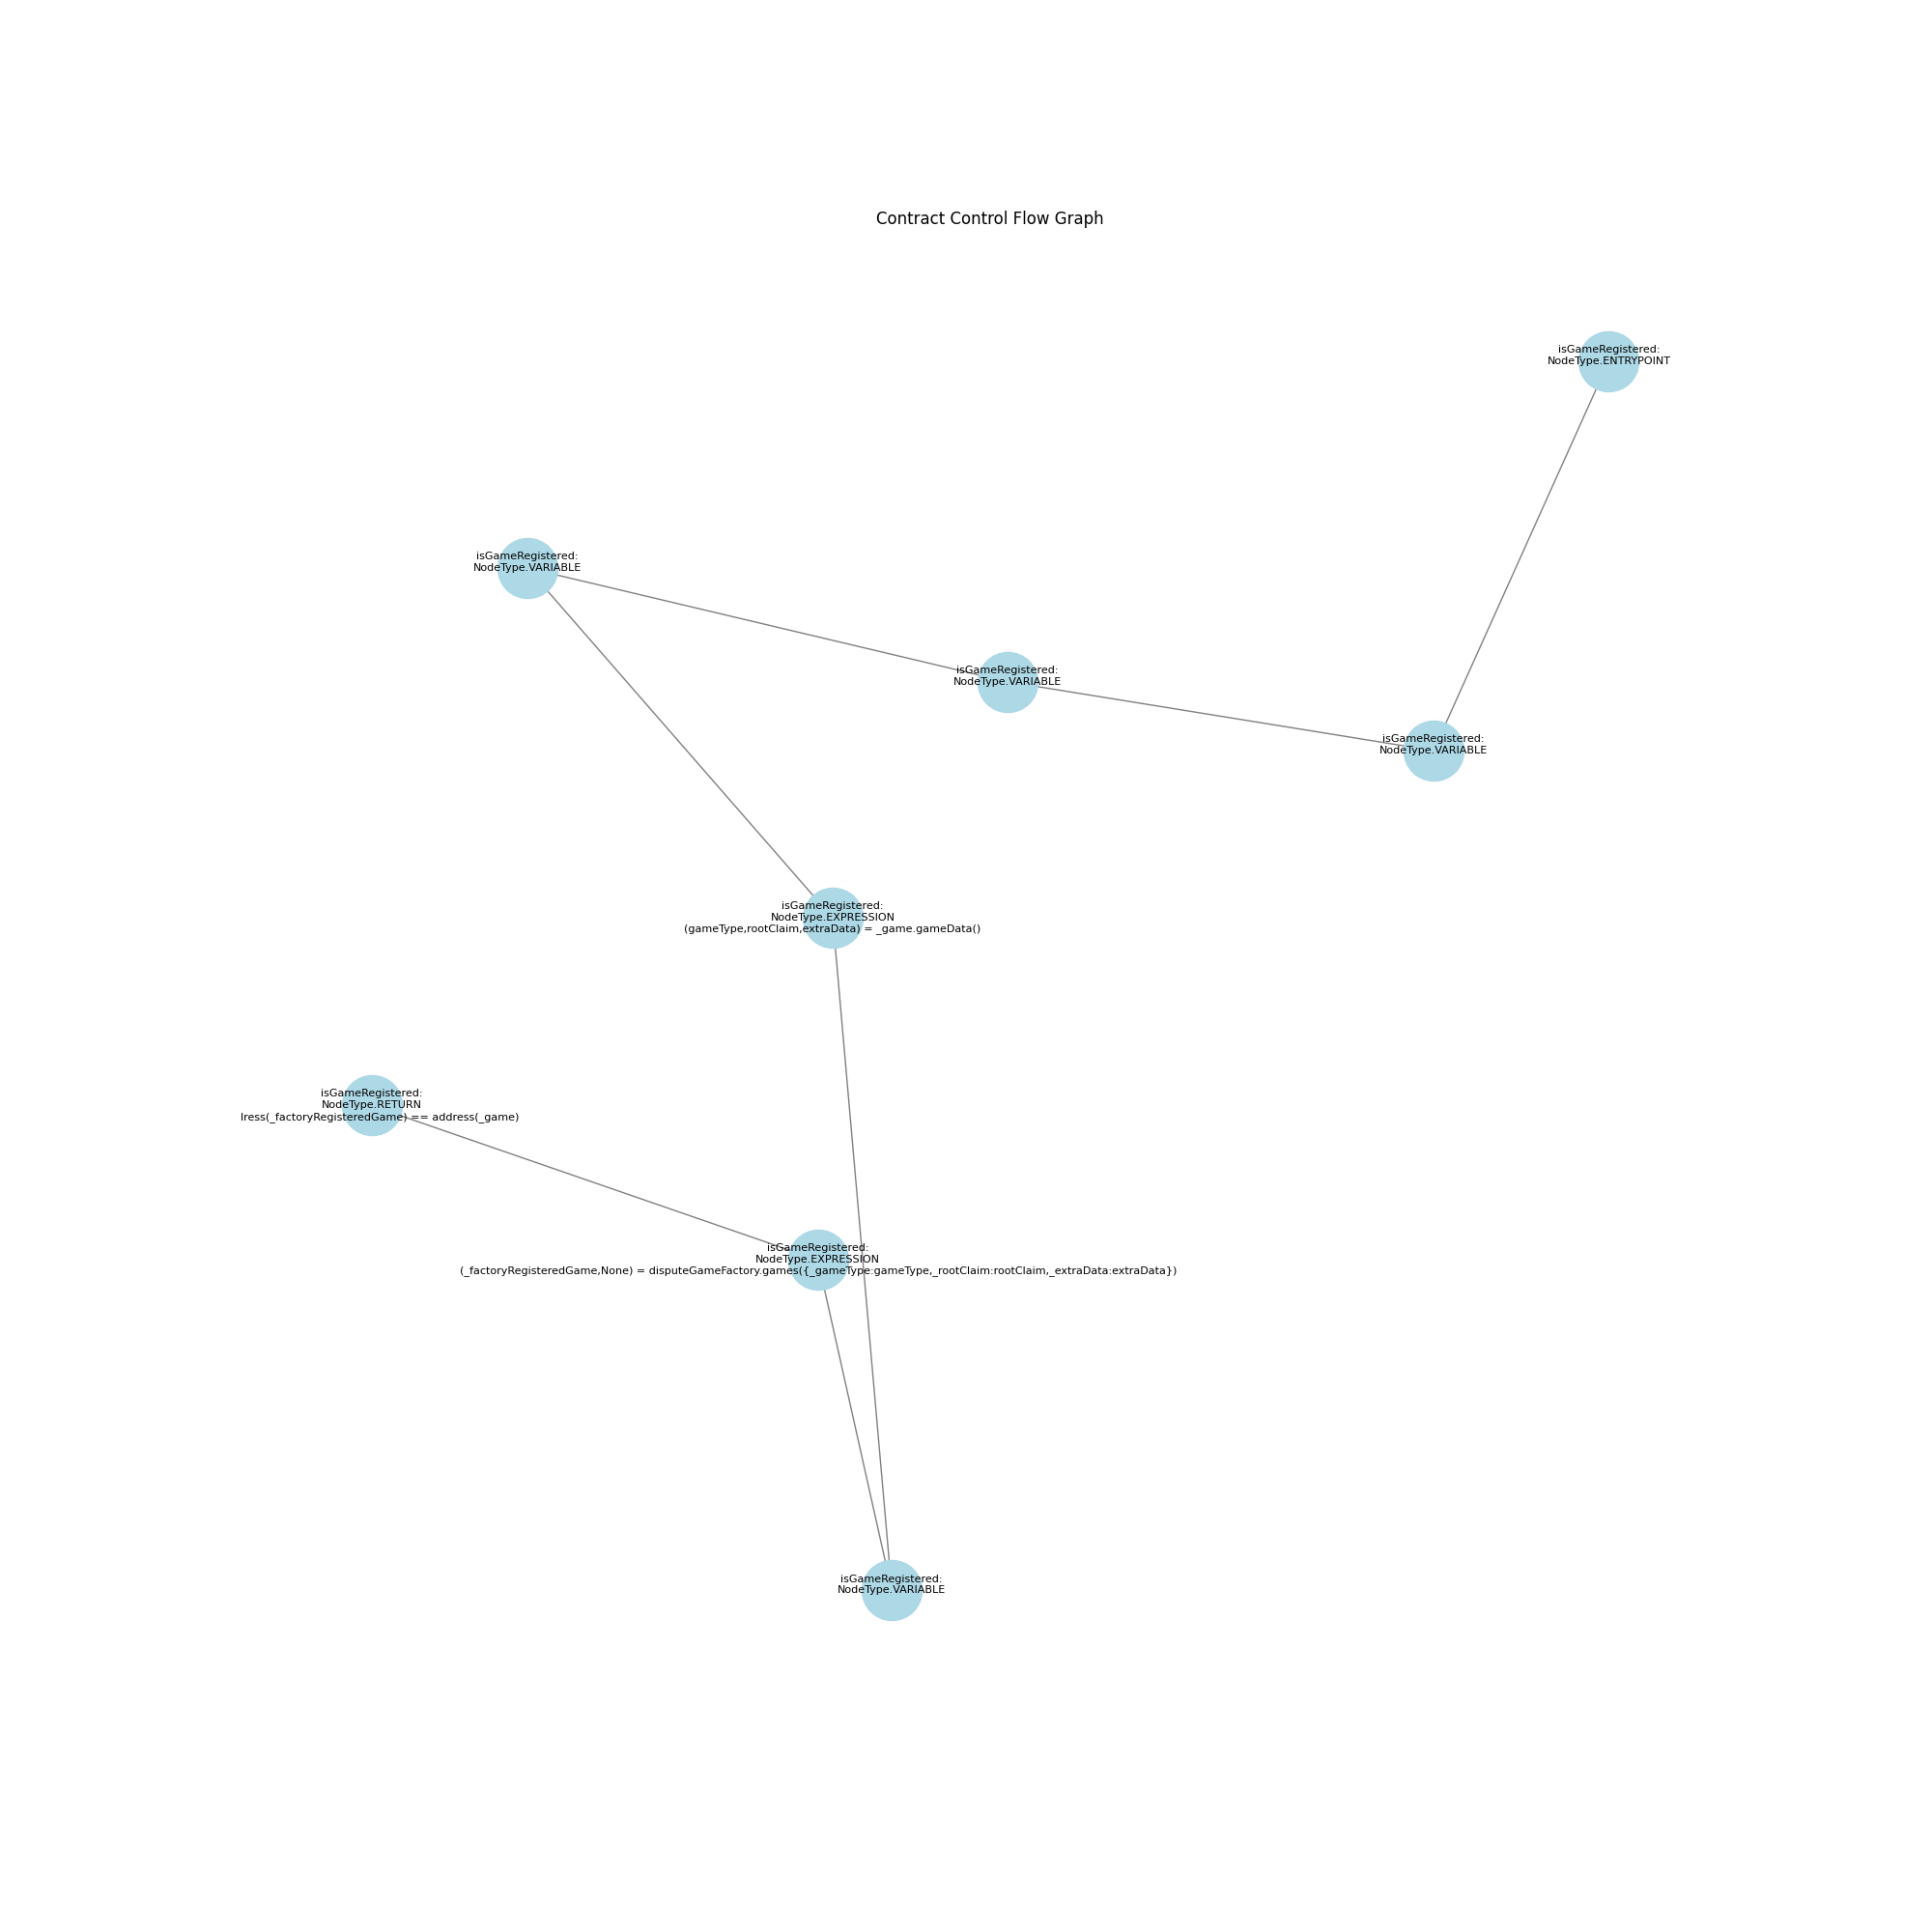 Contract Control Flow Graph
isGameRegistered:
NodeType.ENTRYPOINT
isGameRegistered:
NodeType.VARIABLE
isGameRegistered:
NodeType.VARIABLE
isGameRegistered:
NodeType.VARIABLE
isGameRegistered:
NodeType.EXPRESSION
(gameType,rootClaim,extraData) = _game.gameData()
isGameRegistered:
NodeType.RETURN
lress(_factoryRegisteredGame) == address(_game)
isGameRegistered:
NodeType.EXPRESSION
(_factoryRegisteredGame,None) = disputeGameFactory.games({_gameType:gameType,_rootClaim:rootClaim,_extraData:extraData})
isGameRegistered:
NodeType.VARIABLE